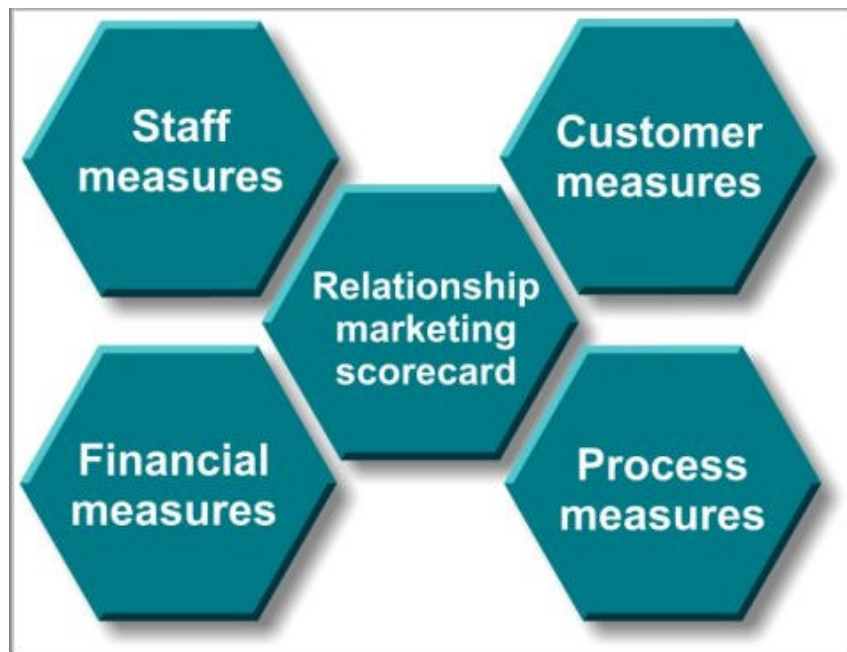 Staff
measures
Customer
measures
Relationship
marketing
scorecard
Financial
measures
Process
measures